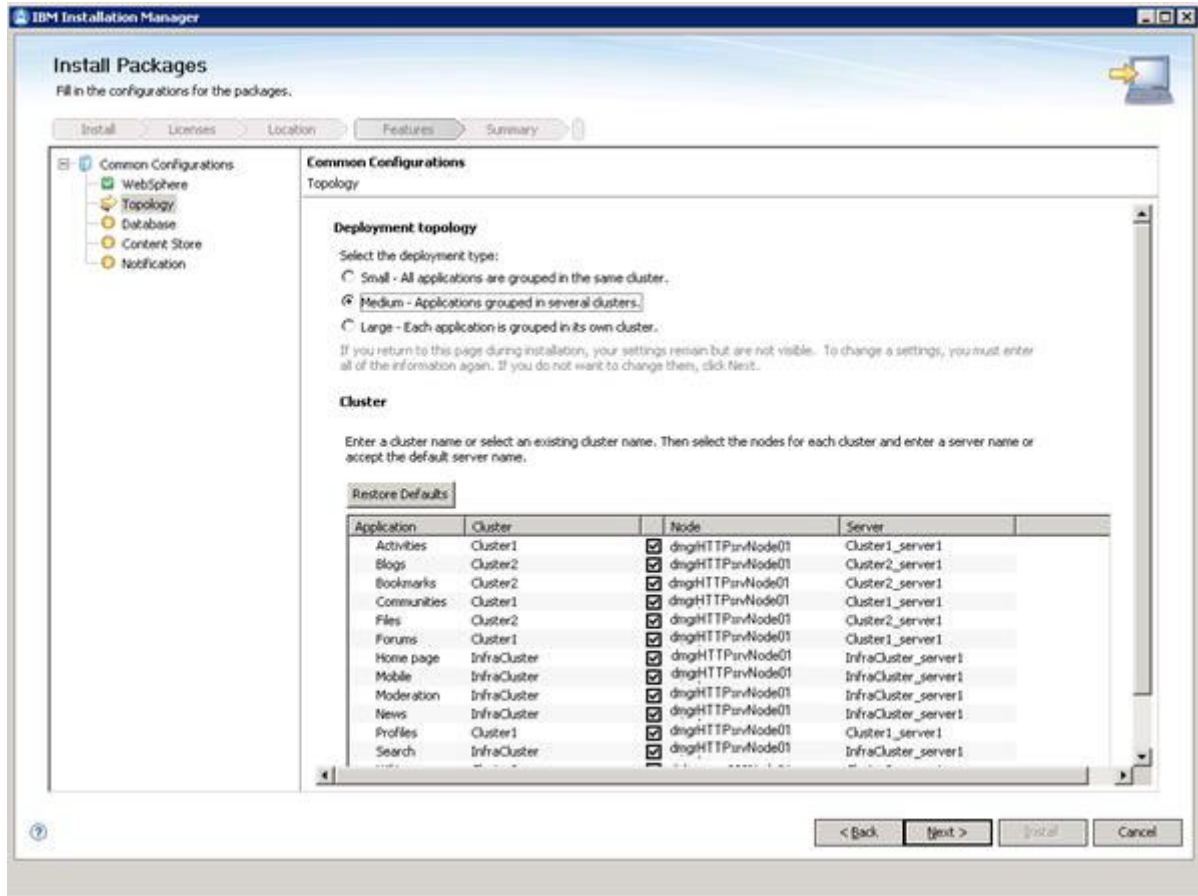 IBM Installation Manager
Install Packages
Fill in the configurations for the packages.
Install Licenses Location Features Summary
Common Configurations
WebSphere
Topology
Database
Content Store
Notification
Common Configurations
Topology
Deployment topology
Select the deployment type:
Small - All applications are grouped in the same cluster.
Medium - Applications grouped in several clusters.
Large - Each application is grouped in its own cluster.
If you return to this page during installation, your settings remain but are not visible. To change a settings, you must enter
all of the information again. If you do not want to change them, click Next.
Cluster
Enter a cluster name or select an existing cluster name. Then select the nodes for each cluster and enter a server name or
accept the default server name.
Restore Defaults
Application Cluster Node Server
Activities Cluster1 dmgrHTTPsrvNode01 Cluster1_server1
Blogs Cluster2 dmgrHTTPsrvNode01 Cluster2_server1
Bookmarks Cluster2 dmgrHTTPsrvNode01 Cluster2_server1
Communities Cluster1 dmgrHTTPsrvNode01 Cluster1_server1
Files Cluster2 dmgrHTTPsrvNode01 Cluster2_server1
Forums Cluster1 dmgrHTTPsrvNode01 Cluster1_server1
Home page InfraCluster dmgrHTTPsrvNode01 InfraCluster_server1
Mobile InfraCluster dmgrHTTPsrvNode01 InfraCluster_server1
Moderation InfraCluster dmgrHTTPsrvNode01 InfraCluster_server1
News InfraCluster dmgrHTTPsrvNode01 InfraCluster_server1
Profiles Cluster1 dmgrHTTPsrvNode01 Cluster1_server1
Search InfraCluster dmgrHTTPsrvNode01 InfraCluster_server1
< Back Next > Install Cancel